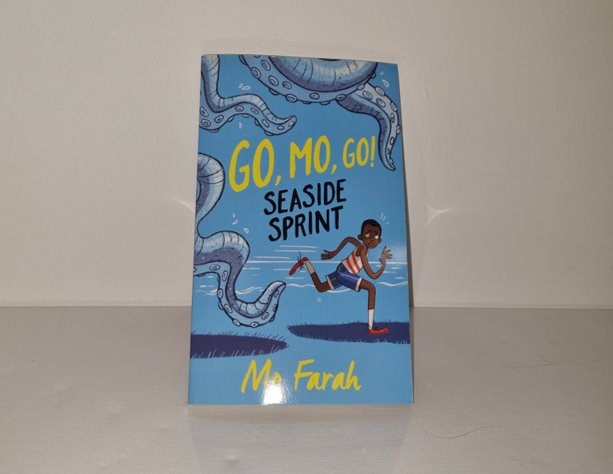 GO, MO, GO!
SEASIDE
SPRINT
Mo Farah